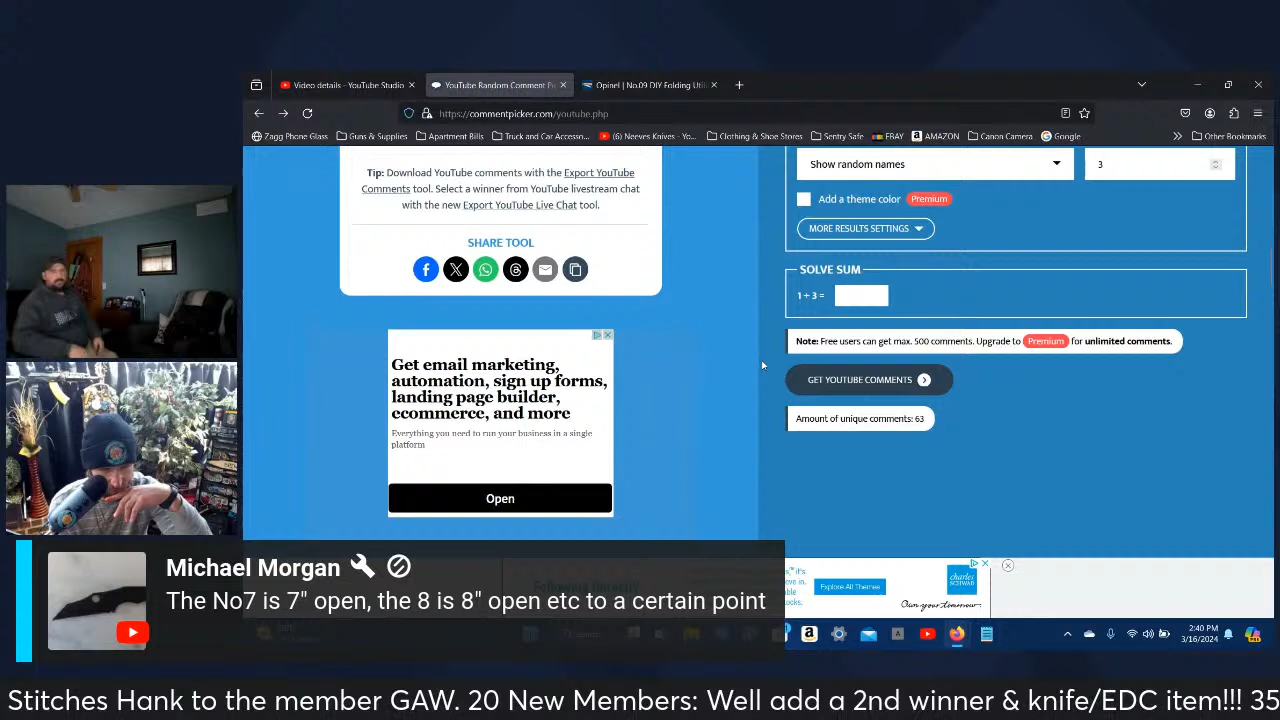 Video details - YouTube Studio
YouTube Random Comment Pi
Opinel | No.09 DIY Folding Util
https://commentpicker.com/youtube.php
Zagg Phone Glass
Guns & Supplies
Apartment Bills
Truck and Car Accesso...
(6) Neeves Knives - Yo...
Clothing & Shoe Stores
Sentry Safe
EBAY
AMAZON
Canon Camera
Google
Other Bookmarks
Tip: Download YouTube comments with the Export YouTube
Comments tool. Select a winner from YouTube livestream chat
with the new Export YouTube Live Chat tool.
SHARE TOOL
Get email marketing,
automation, sign up forms,
landing page builder,
ecommerce, and more
Everything you need to run your business in a single
platform
Open
Show random names
3
Add a theme color Premium
MORE RESULTS SETTINGS
SOLVE SUM
1 + 3 =
Note: Free users can get max. 500 comments. Upgrade to Premium for unlimited comments.
GET YOUTUBE COMMENTS
Amount of unique comments: 63
Explore All Themes
charles
SCHWAB
Own your tomorrow.
2:40 PM
3/16/2024
Michael Morgan
The No7 is 7" open, the 8 is 8" open etc to a certain point
Stitches Hank to the member GAW. 20 New Members: Well add a 2nd winner & knife/EDC item!!! 35